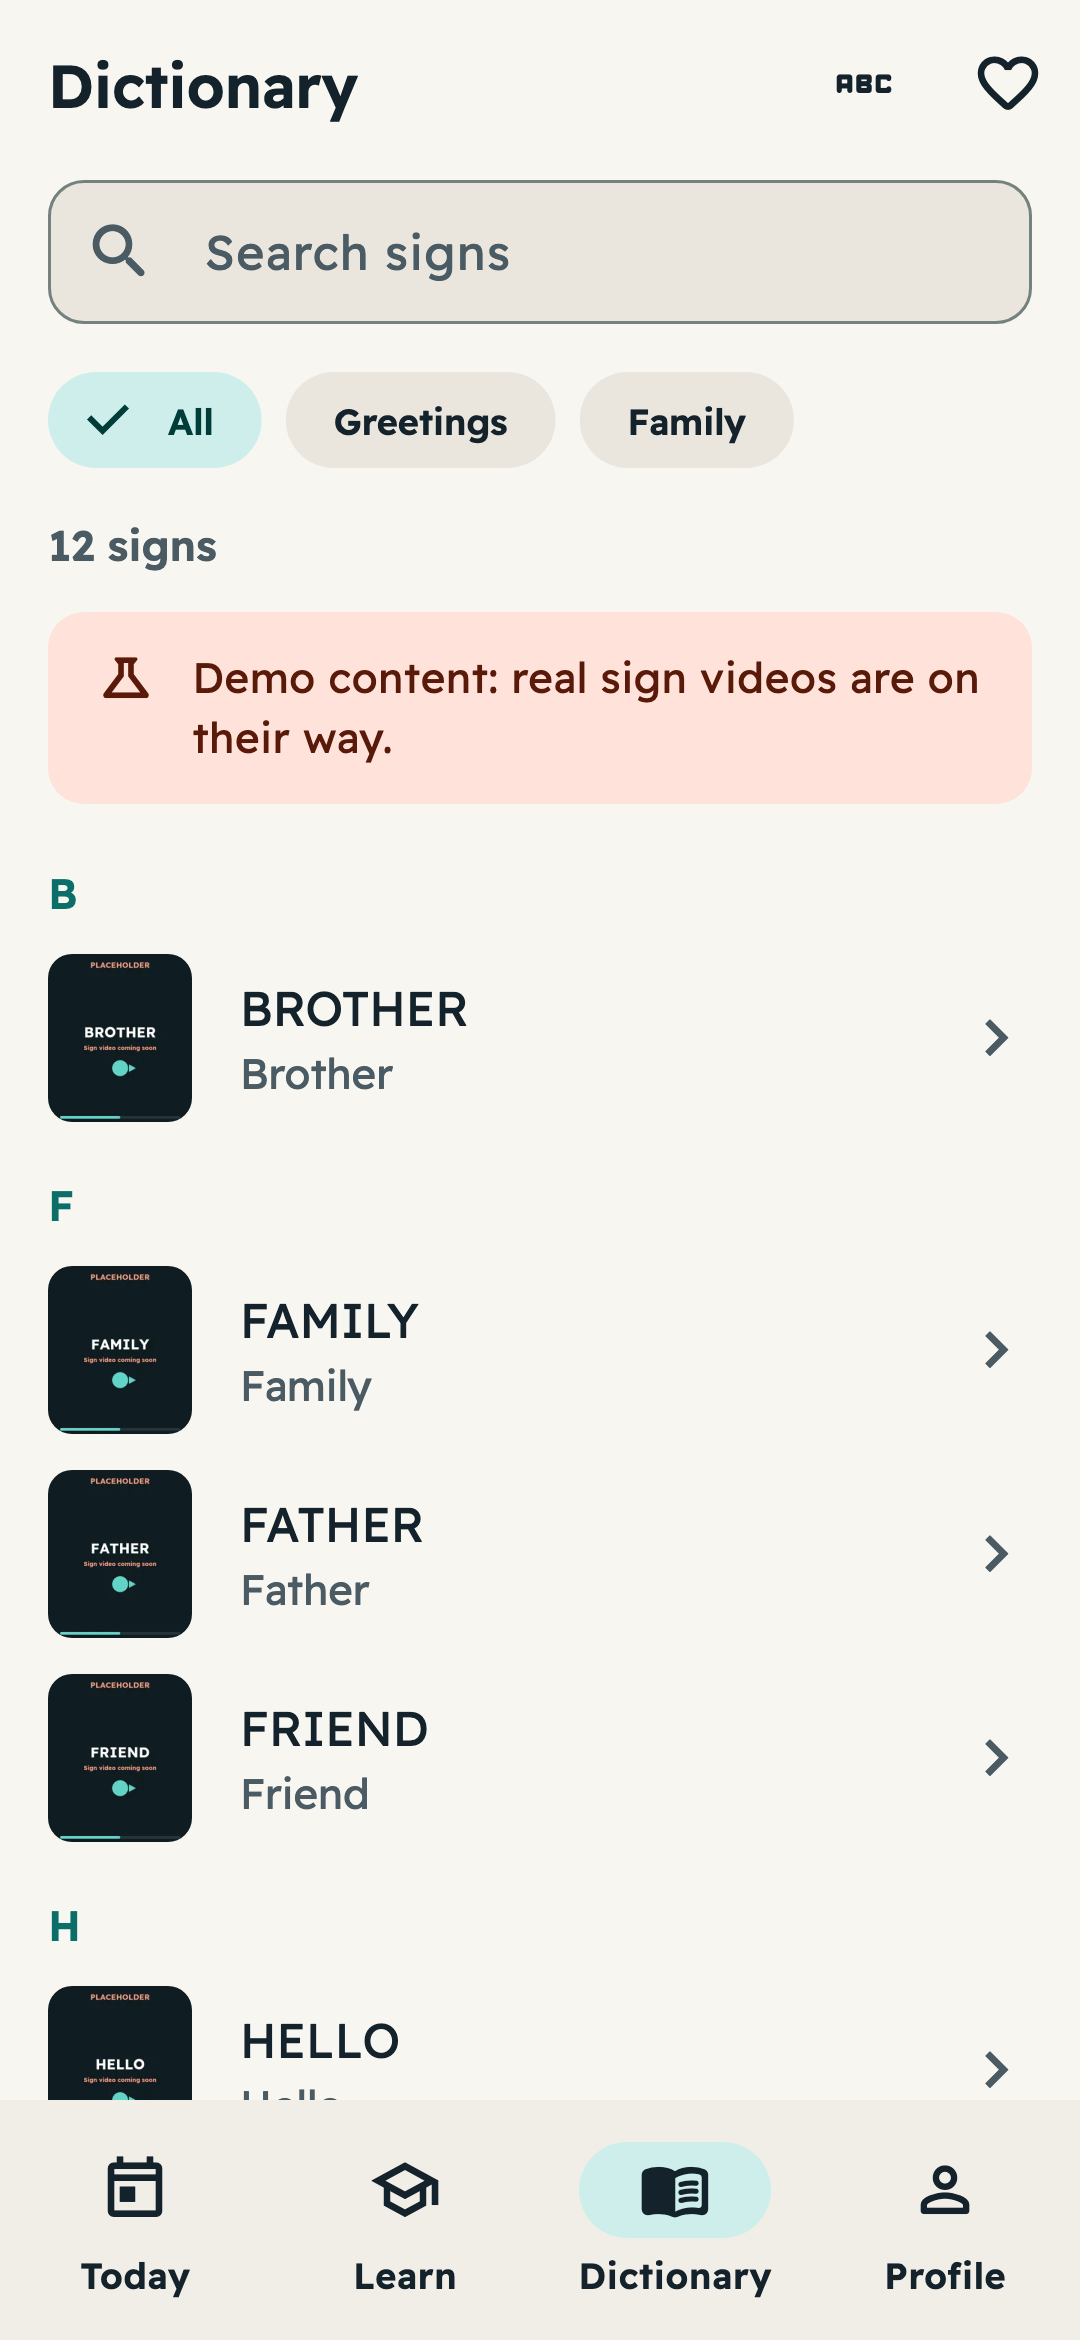 Dictionary
ABC
Search signs
All
Greetings
Family
12 signs
Demo content: real sign videos are on
their way.
B
PLACEHOLDER
BROTHER
Sign video coming soon
BROTHER
Brother
F
PLACEHOLDER
FAMILY
Sign video coming soon
FAMILY
Family
PLACEHOLDER
FATHER
Sign video coming soon
FATHER
Father
PLACEHOLDER
FRIEND
Sign video coming soon
FRIEND
Friend
H
PLACEHOLDER
HELLO
Sign video coming soon
HELLO
Hello
Today
Learn
Dictionary
Profile